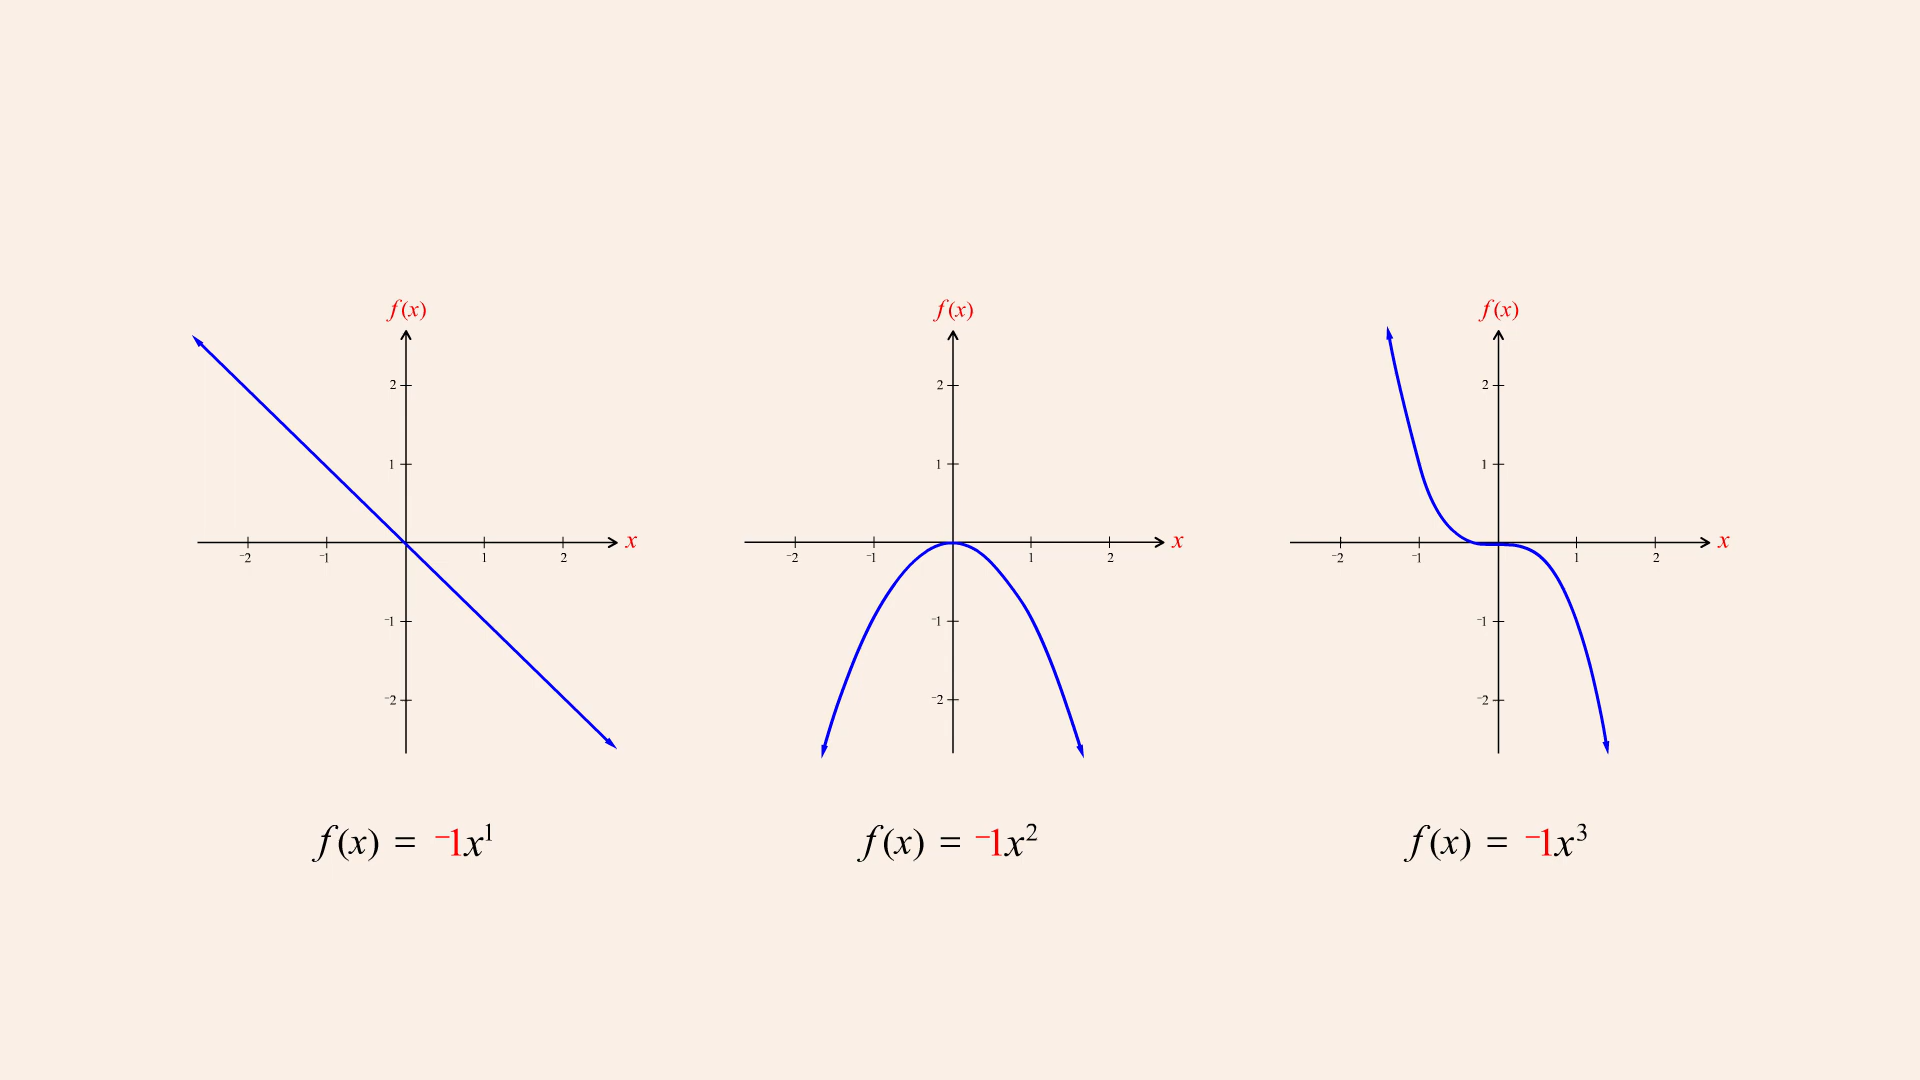 f(x) f(x) f(x)
2 2 2
1 1 1
x x x
⁻2 ⁻1 1 2 ⁻2 ⁻1 1 2 ⁻2 ⁻1 1 2
⁻1 ⁻1 ⁻1
⁻2 ⁻2 ⁻2
f(x) = ⁻1x¹ f(x) = ⁻1x² f(x) = ⁻1x³